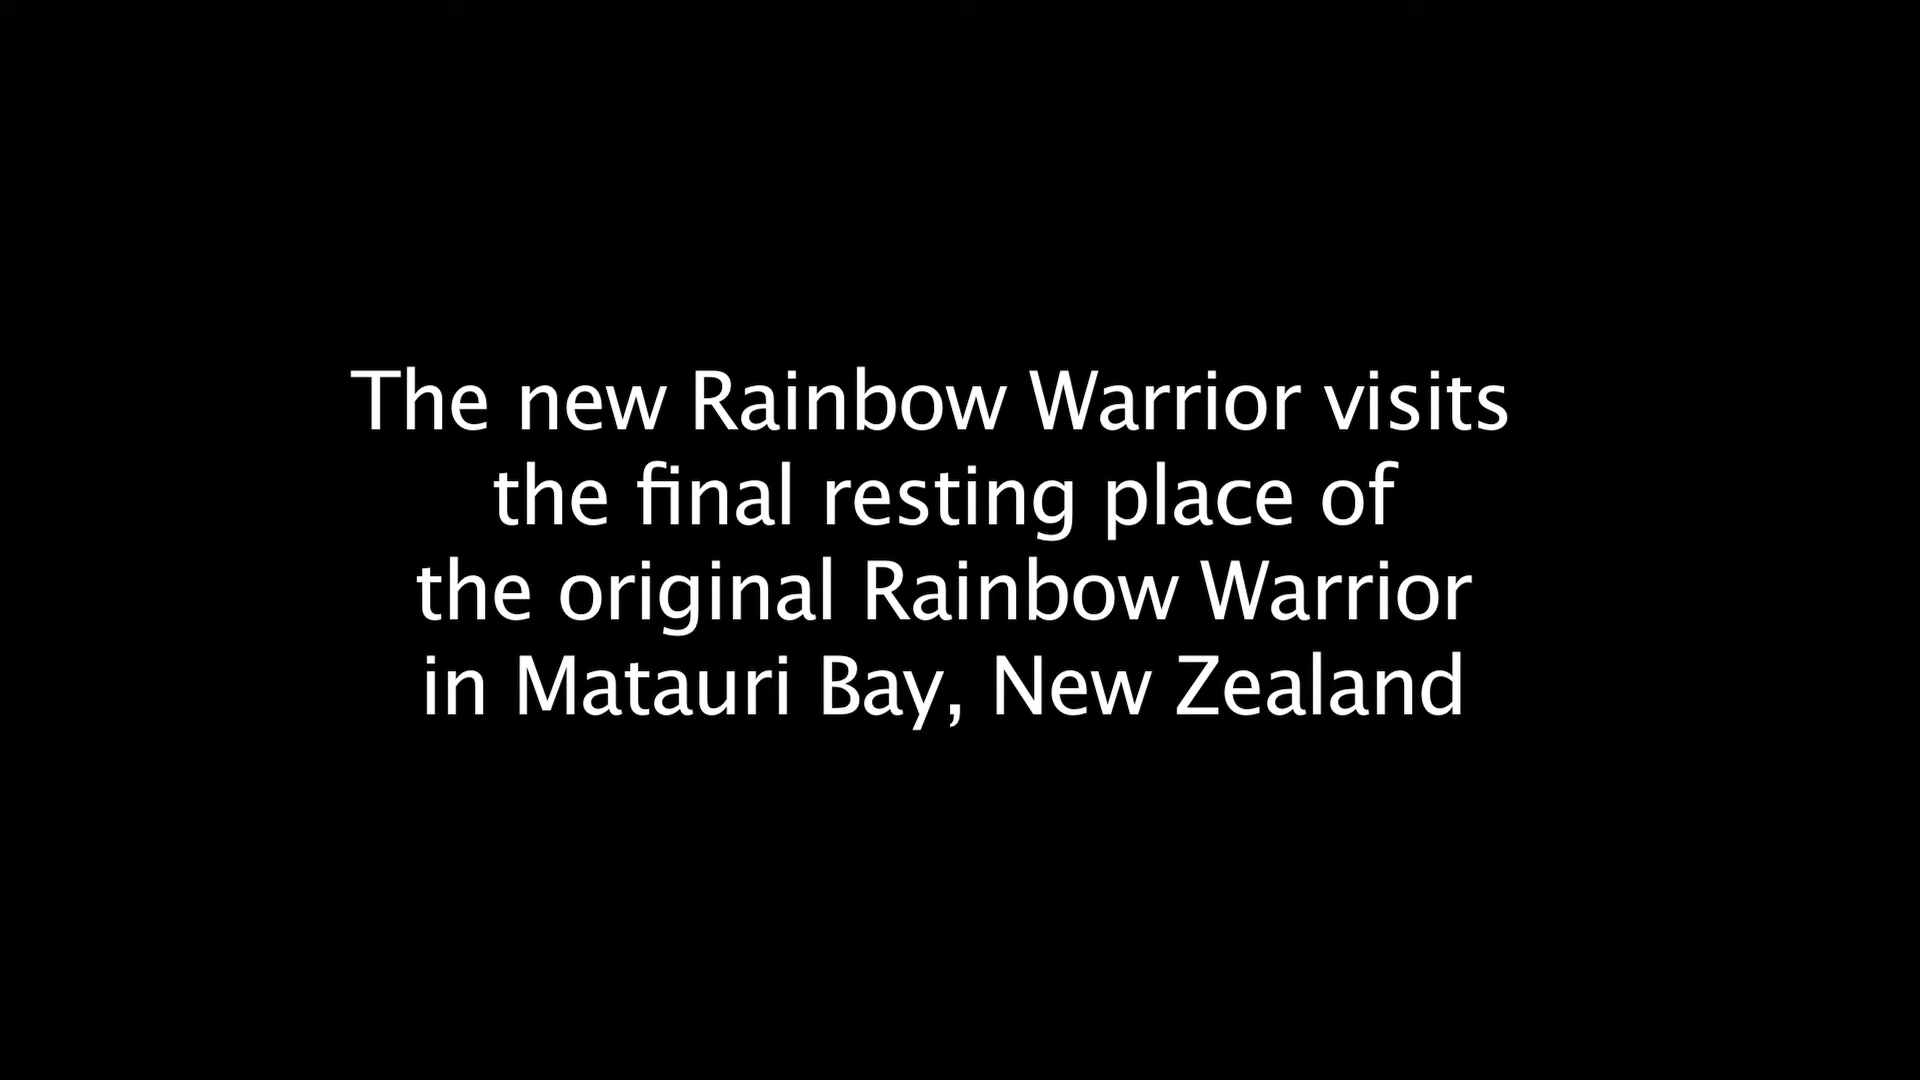 The new Rainbow Warrior visits
the final resting place of
the original Rainbow Warrior
in Matauri Bay, New Zealand